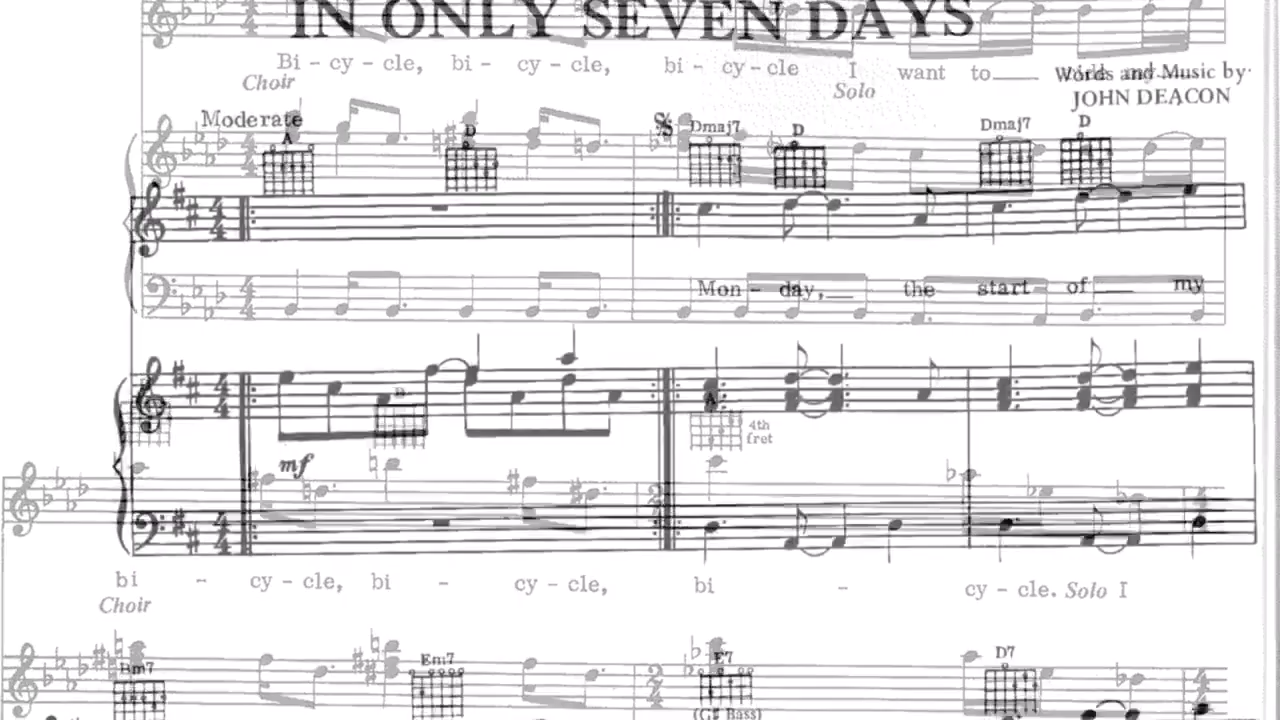 IN ONLY SEVEN DAYS
Bi - cy - cle, bi - cy - cle, bi - cy - cle I want to
Choir
Solo
Words and Music by
JOHN DEACON
Moderate
A D Dmaj7 D Dmaj7 D
Mon - day, the start of my
D A
4th
fret
mf
bi - cy - cle, bi - cy - cle, bi - cy - cle. Solo I
Choir
Bm7 Em7 E7 D7
(G# Bass)